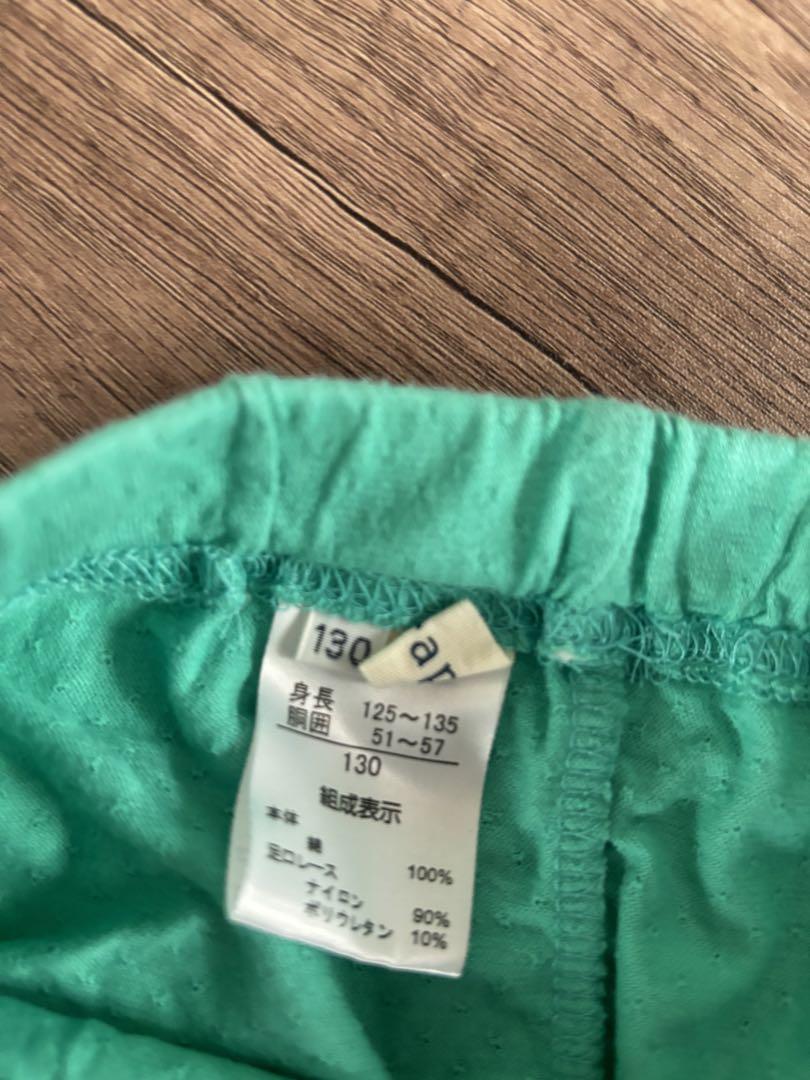 130
ap
身長 125～135
胴囲 51～57
130
組成表示
本体
綿 100%
足口レース
ナイロン 90%
ポリウレタン 10%